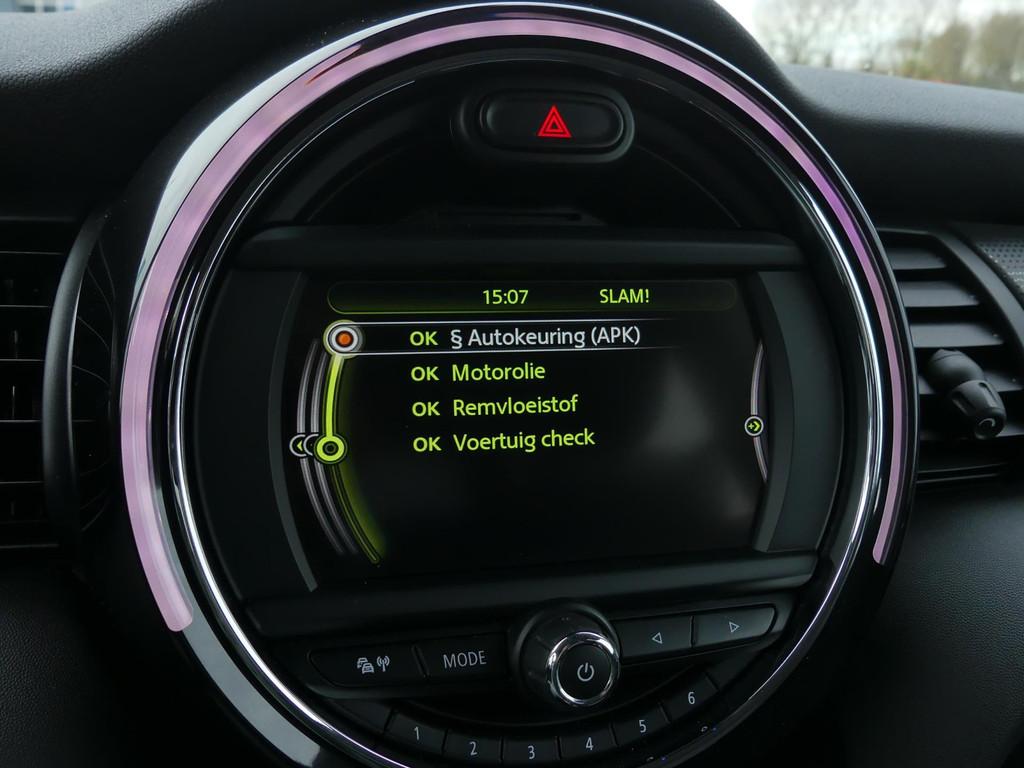 15:07 SLAM!
OK § Autokeuring (APK)
OK Motorolie
OK Remvloeistof
OK Voertuig check
MODE
1 2 3 4 5 6